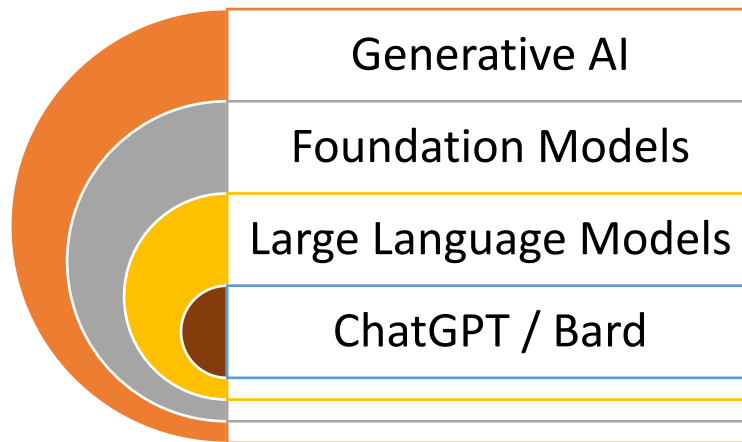 Generative AI
Foundation Models
Large Language Models
ChatGPT / Bard